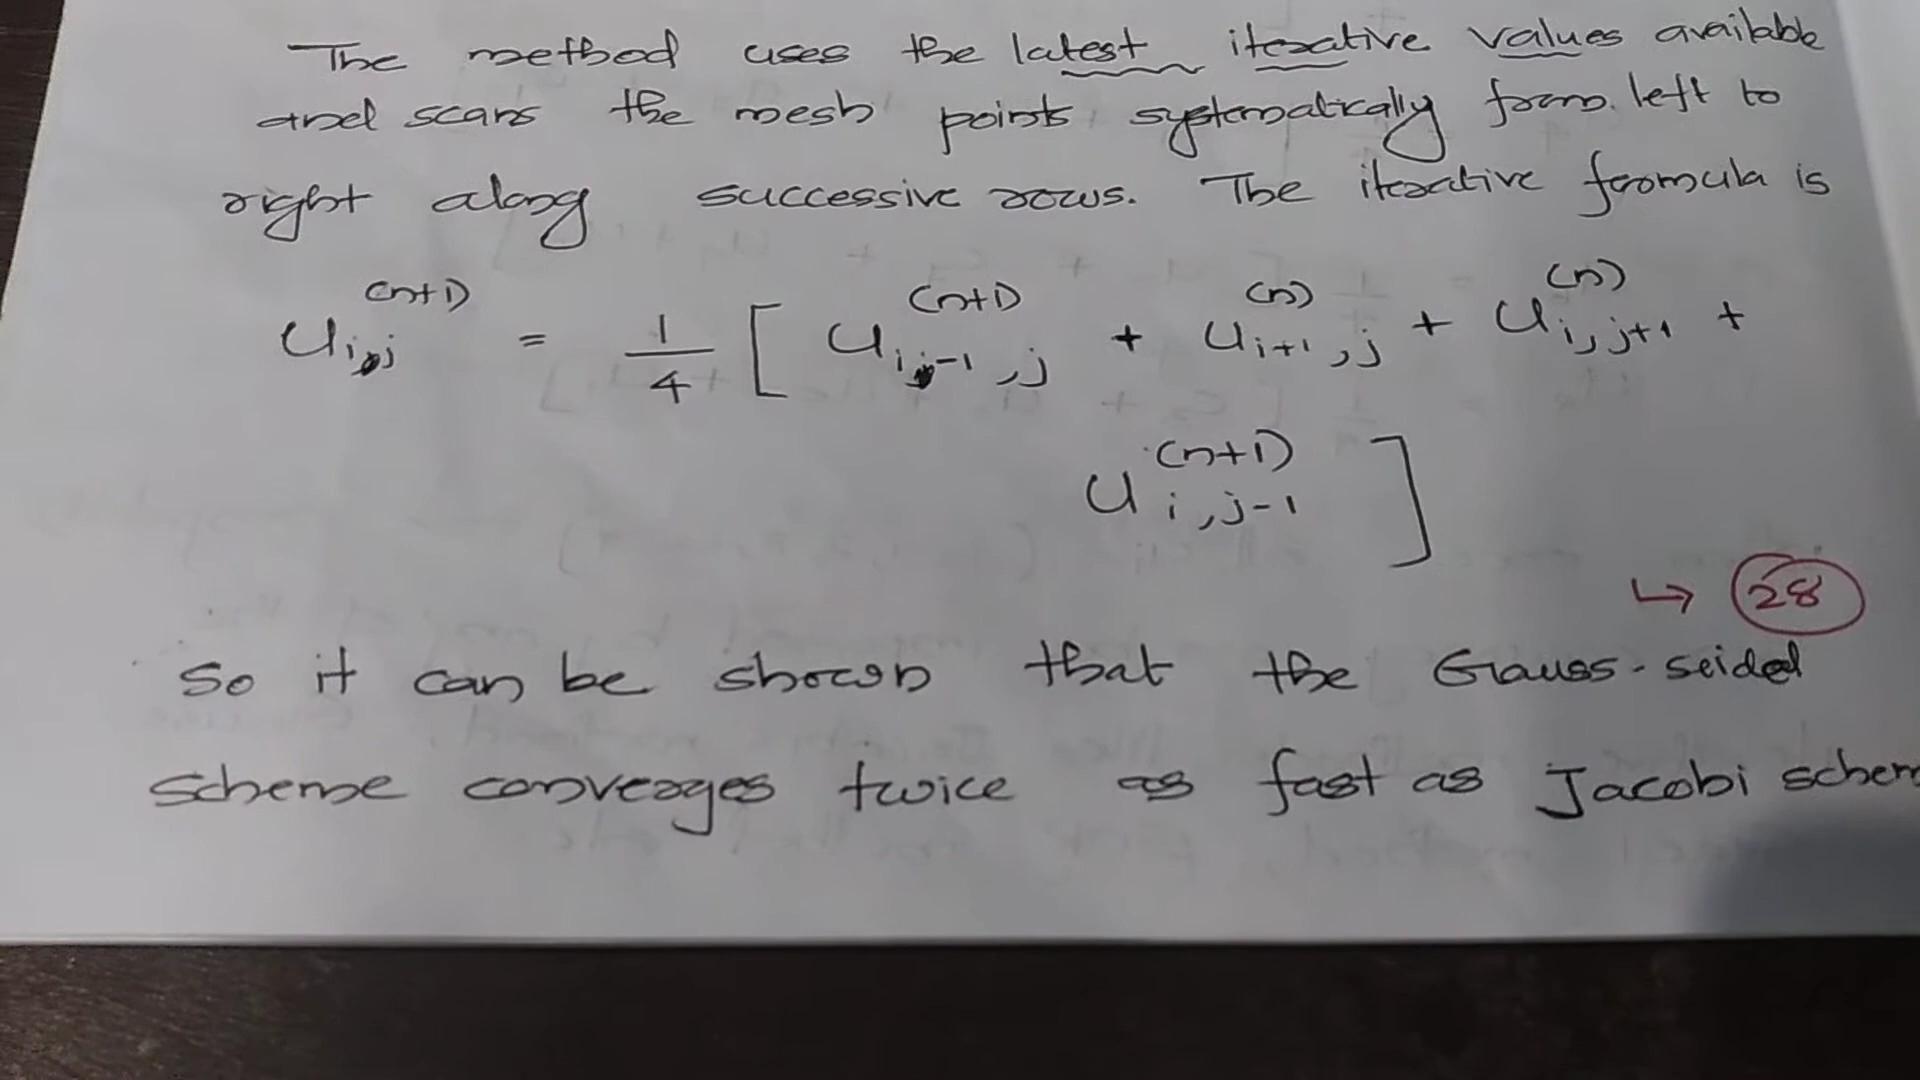 The method uses the latest iterative values available
and scans the mesh points systematically from left to
right along successive rows. The iterative formula is
u_{i,j}^{(n+1)} = 1/4 [ u_{i-1,j}^{(n+1)} + u_{i+1,j}^{(n)} + u_{i,j+1}^{(n)} +
u_{i,j-1}^{(n+1)} ]
↳ 28
So it can be shown that the Gauss-seidel
scheme converges twice as fast as Jacobi schem